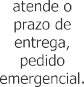 atende o
prazo de
entrega,
pedido
emergencial.